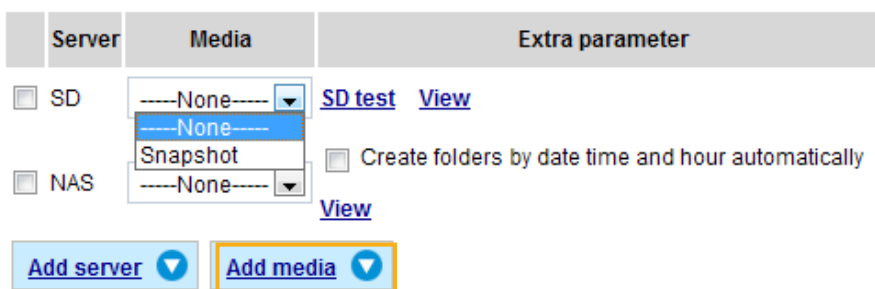 Server Media Extra parameter
SD -----None----- SD test View
-----None-----
Snapshot
Create folders by date time and hour automatically
NAS -----None-----
View
Add server Add media